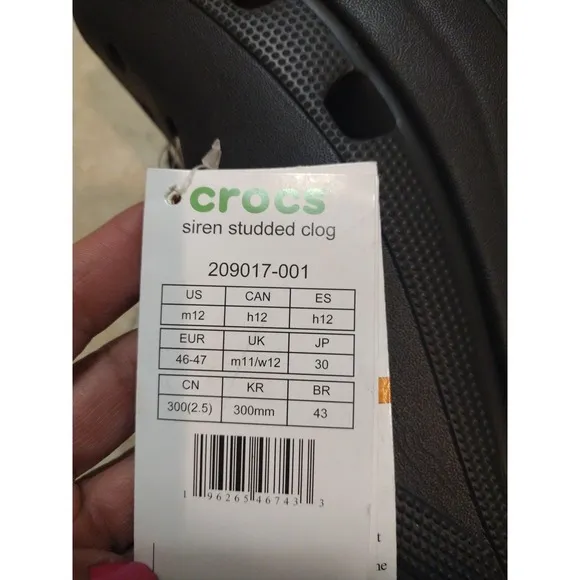 crocs
siren studded clog
209017-001
US CAN ES
m12 h12 h12
EUR UK JP
46-47 m11/w12 30
CN KR BR
300(2.5) 300mm 43
1 96265 46743 3
t
ne